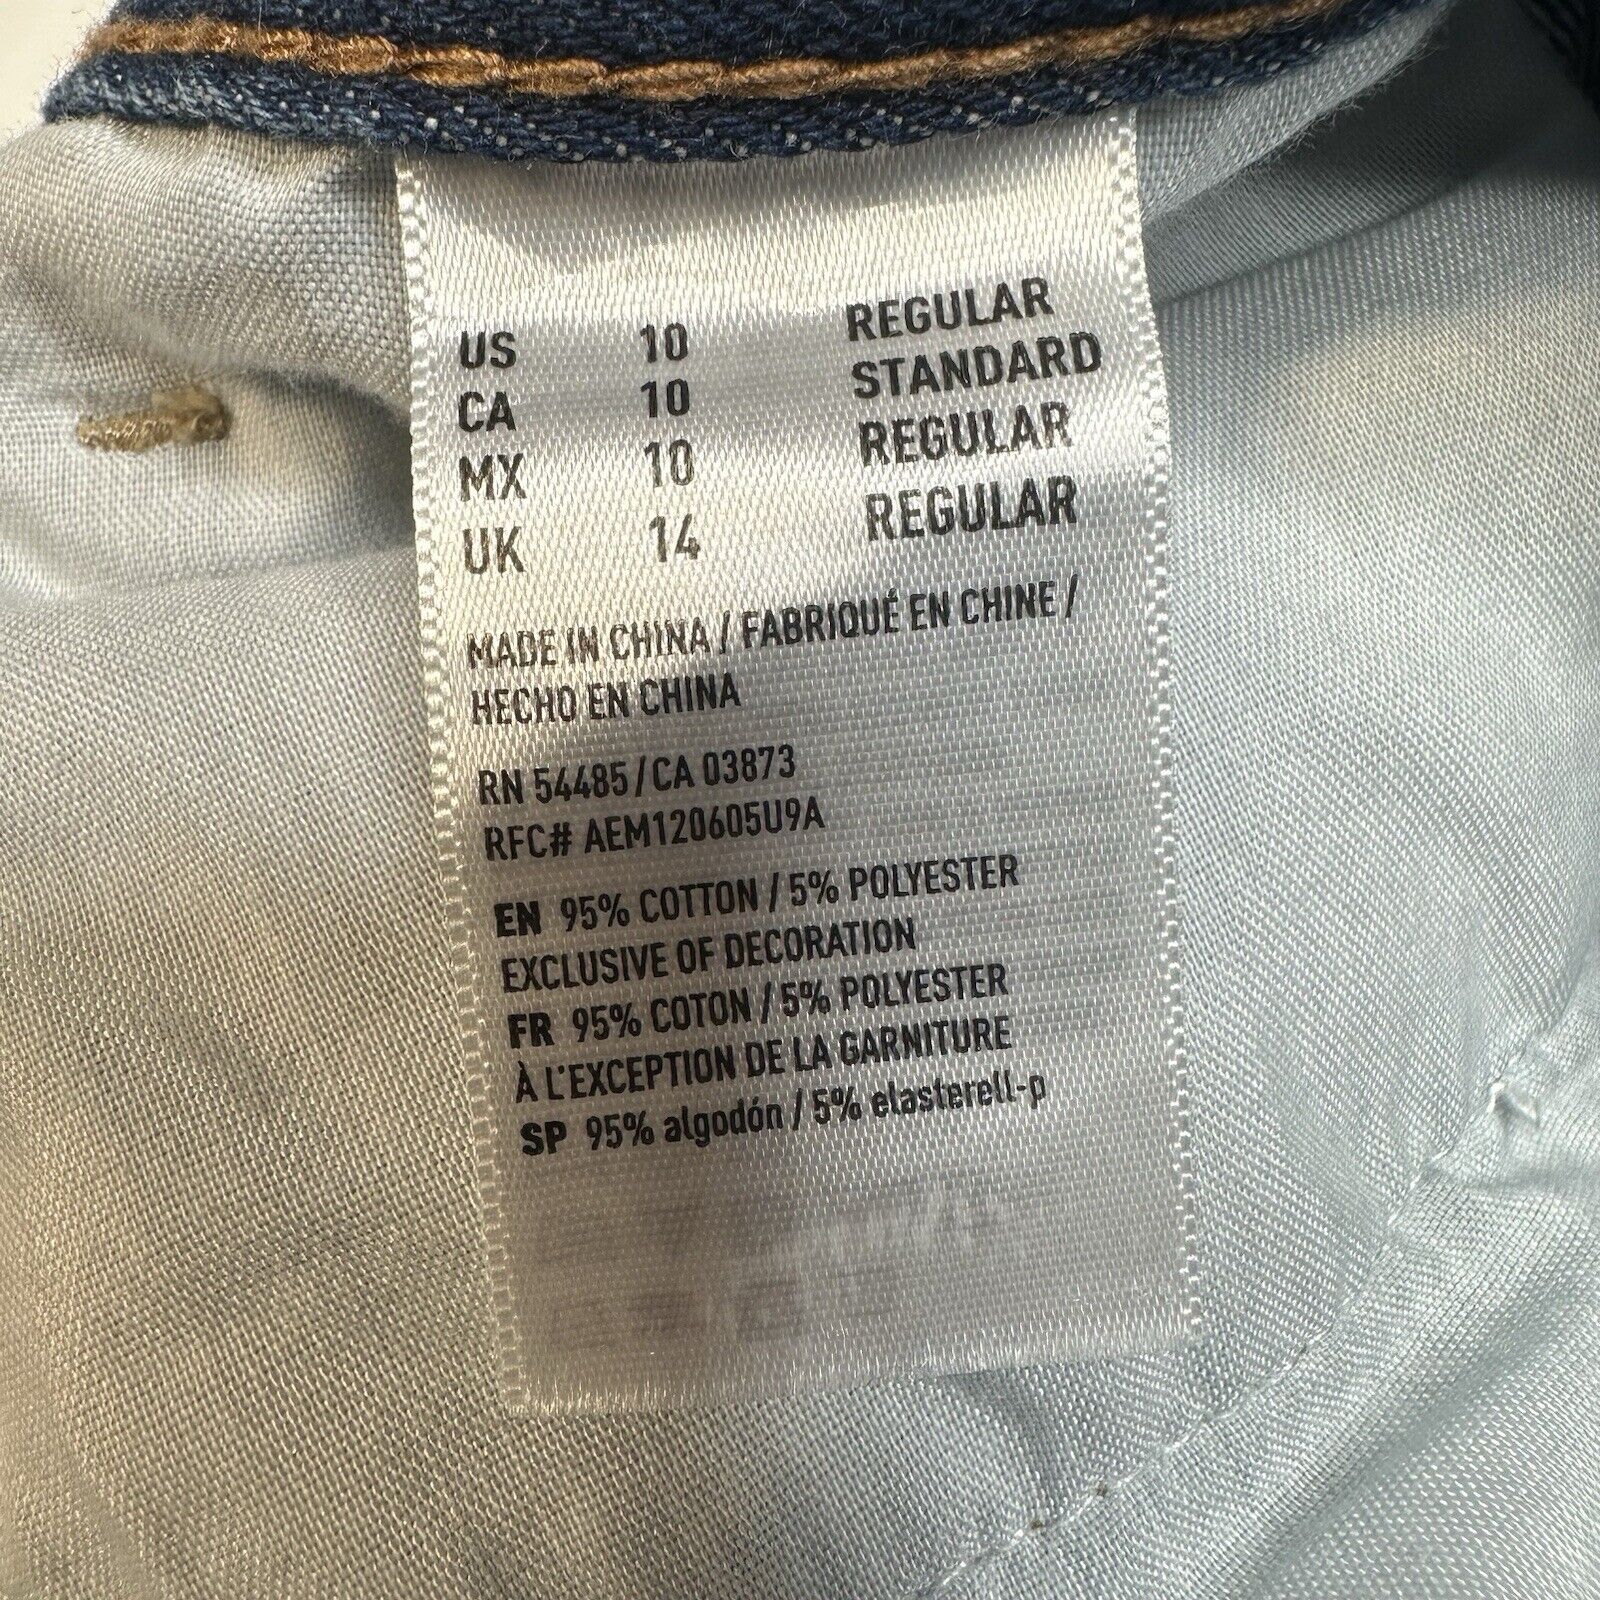 US 10 REGULAR
CA 10 STANDARD
MX 10 REGULAR
UK 14 REGULAR
MADE IN CHINA / FABRIQUÉ EN CHINE /
HECHO EN CHINA
RN 54485 / CA 03873
RFC# AEM120605U9A
EN 95% COTTON / 5% POLYESTER
EXCLUSIVE OF DECORATION
FR 95% COTON / 5% POLYESTER
À L'EXCEPTION DE LA GARNITURE
SP 95% algodón / 5% elasterell-p